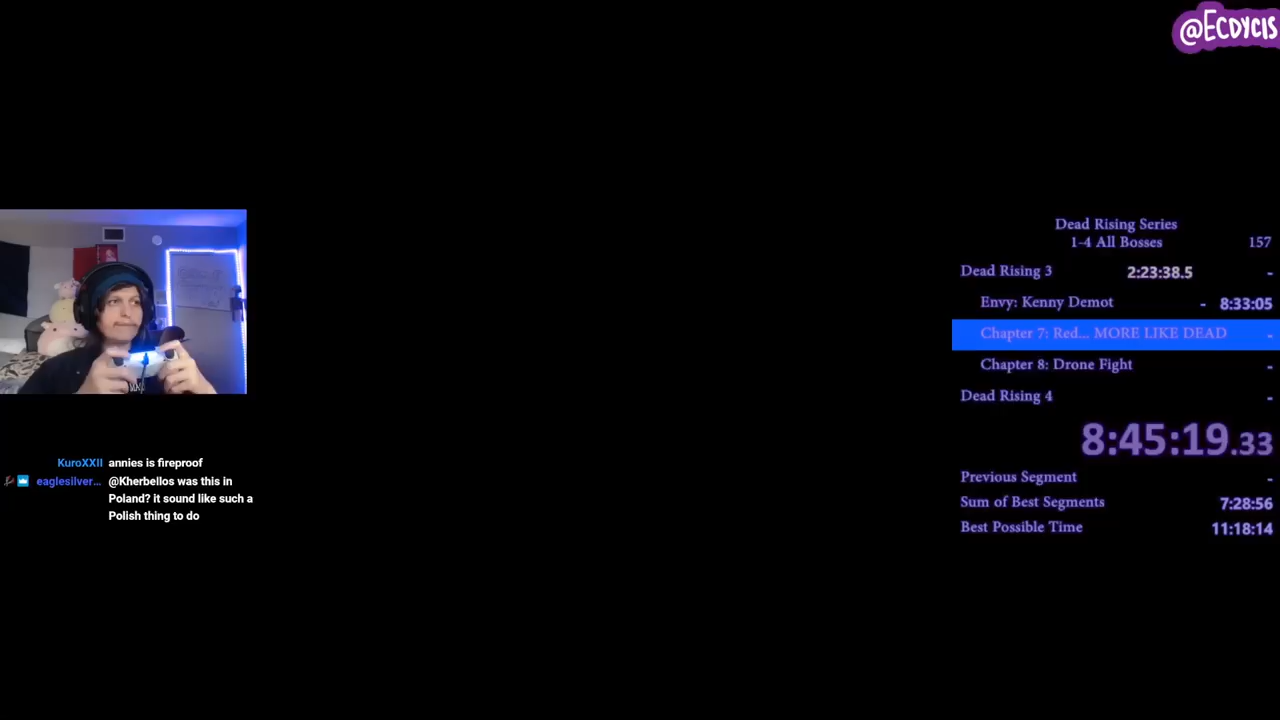 @ECDYCIS
Dead Rising Series
1-4 All Bosses 157
Dead Rising 3 2:23:38.5 -
Envy: Kenny Demot - 8:33:05
Chapter 7: Red... MORE LIKE DEAD -
Chapter 8: Drone Fight -
Dead Rising 4 -
8:45:19.33
Previous Segment -
Sum of Best Segments 7:28:56
Best Possible Time 11:18:14
KuroXXII annies is fireproof
eaglesilver... @Kherbellos was this in
Poland? it sound like such a
Polish thing to do